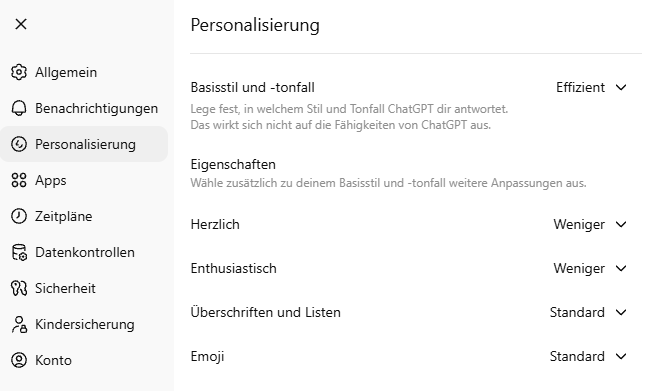 Personalisierung
Allgemein
Benachrichtigungen
Personalisierung
Apps
Zeitpläne
Datenkontrollen
Sicherheit
Kindersicherung
Konto
Basisstil und -tonfall
Effizient
Lege fest, in welchem Stil und Tonfall ChatGPT dir antwortet.
Das wirkt sich nicht auf die Fähigkeiten von ChatGPT aus.
Eigenschaften
Wähle zusätzlich zu deinem Basisstil und -tonfall weitere Anpassungen aus.
Herzlich
Weniger
Enthusiastisch
Weniger
Überschriften und Listen
Standard
Emoji
Standard